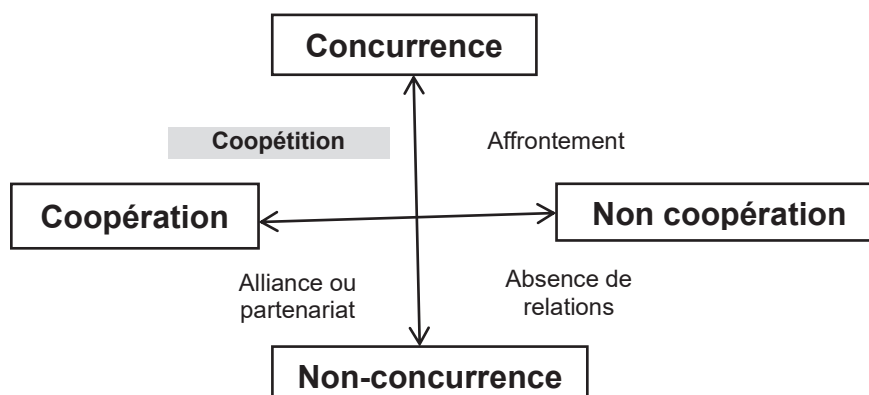 Concurrence
Coopétition
Affrontement
Coopération
Non coopération
Alliance ou
partenariat
Absence de
relations
Non-concurrence